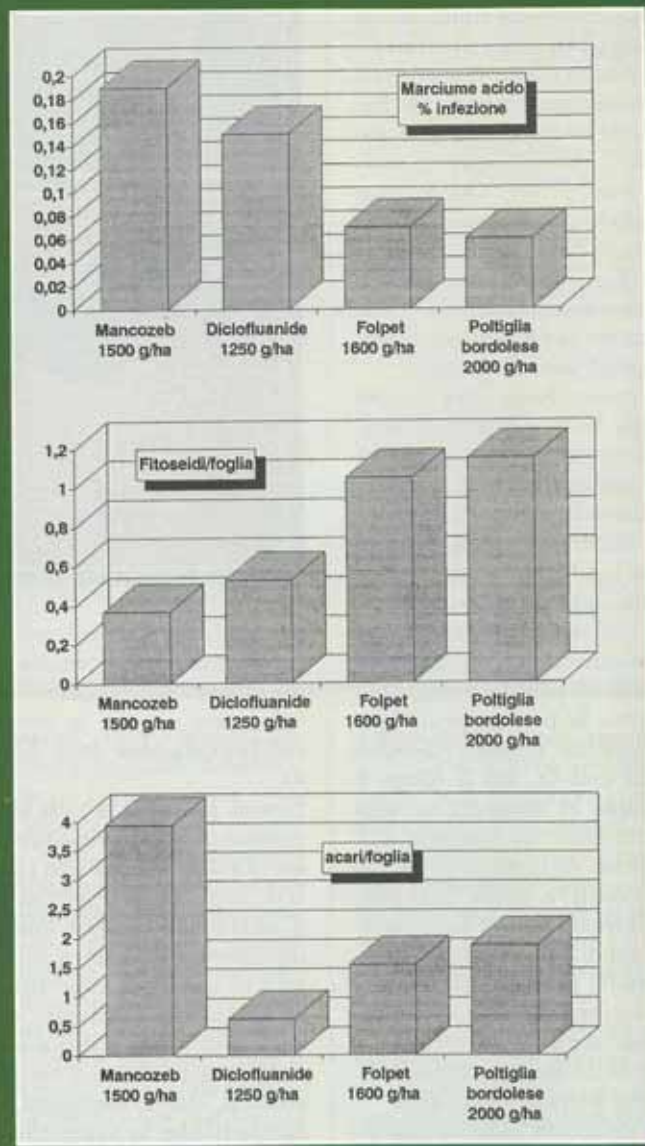 Marciume acido
% infezione
0,2
0,18
0,16
0,14
0,12
0,1
0,08
0,06
0,04
0,02
0
Mancozeb
1500 g/ha
Diclofluanide
1250 g/ha
Folpet
1600 g/ha
Poltiglia
bordolese
2000 g/ha
Fitoseidi/foglia
1,2
1
0,8
0,6
0,4
0,2
0
Mancozeb
1500 g/ha
Diclofluanide
1250 g/ha
Folpet
1600 g/ha
Poltiglia
bordolese
2000 g/ha
acari/foglia
4
3,5
3
2,5
2
1,5
1
0,5
0
Mancozeb
1500 g/ha
Diclofluanide
1250 g/ha
Folpet
1600 g/ha
Poltiglia
bordolese
2000 g/ha